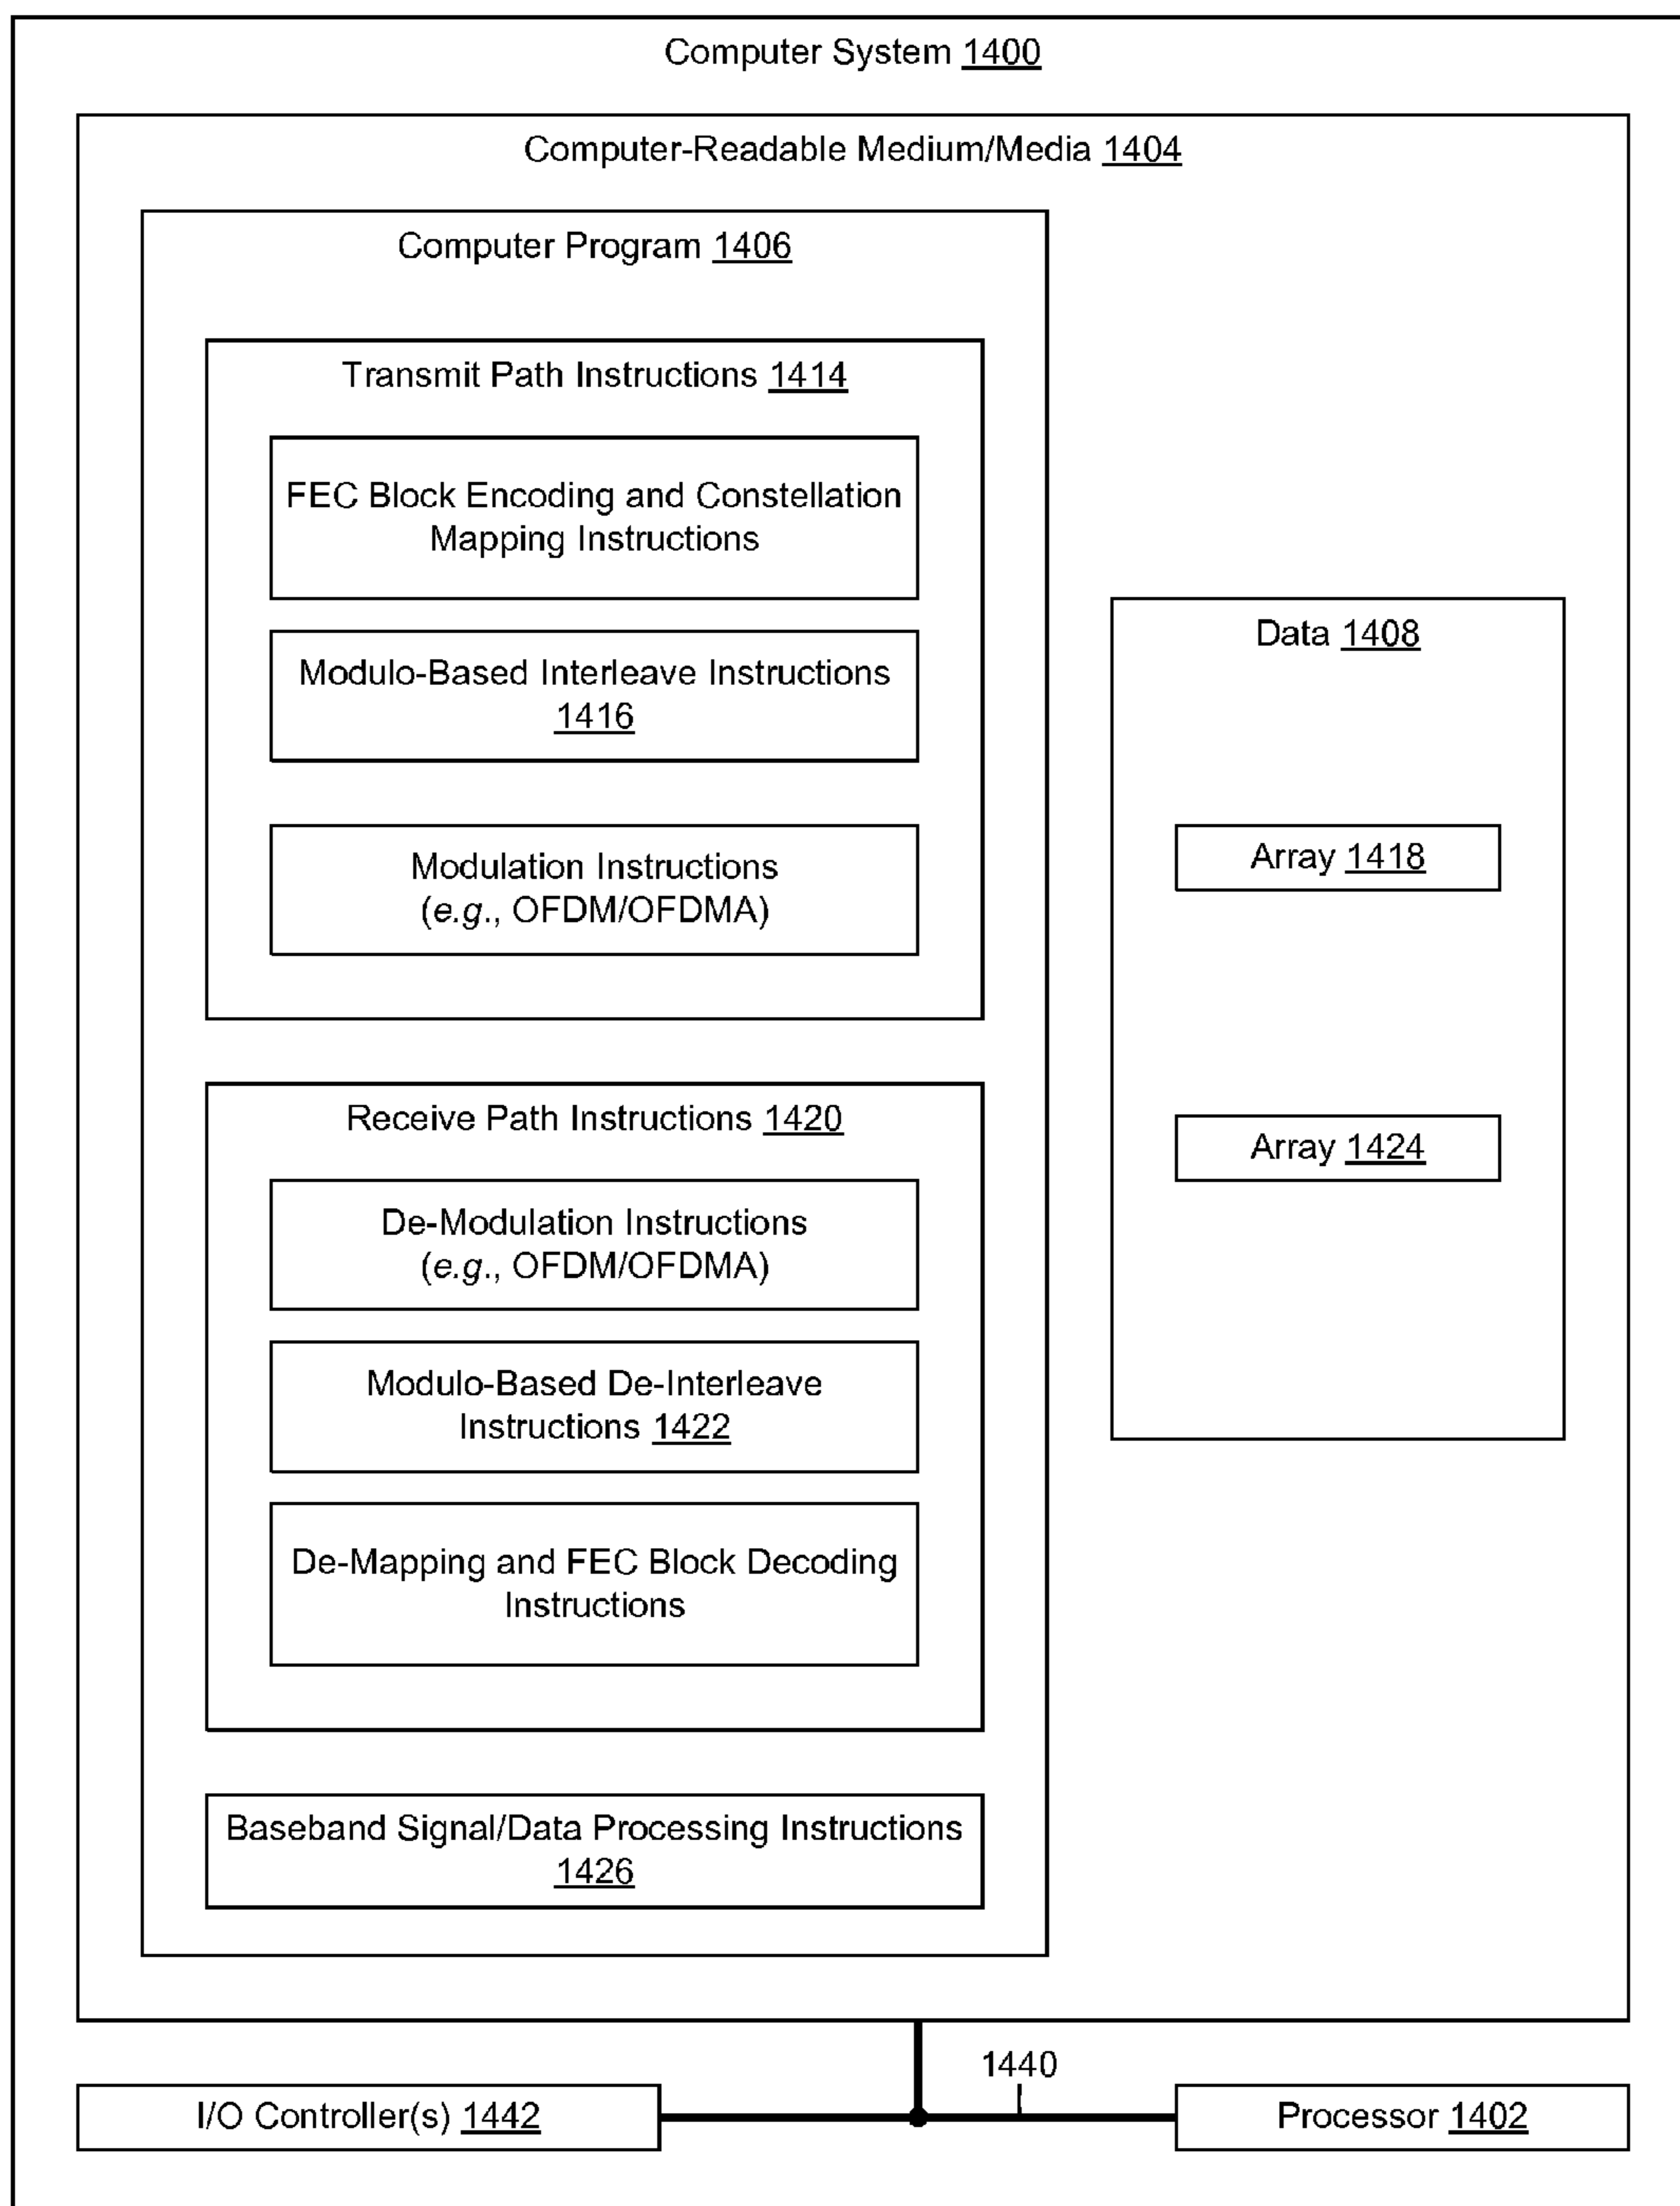 Computer System 1400
Computer-Readable Medium/Media 1404
Computer Program 1406
Transmit Path Instructions 1414
FEC Block Encoding and Constellation
Mapping Instructions
Modulo-Based Interleave Instructions
1416
Modulation Instructions
(e.g., OFDM/OFDMA)
Receive Path Instructions 1420
De-Modulation Instructions
(e.g., OFDM/OFDMA)
Modulo-Based De-Interleave
Instructions 1422
De-Mapping and FEC Block Decoding
Instructions
Baseband Signal/Data Processing Instructions
1426
Data 1408
Array 1418
Array 1424
1440
I/O Controller(s) 1442
Processor 1402